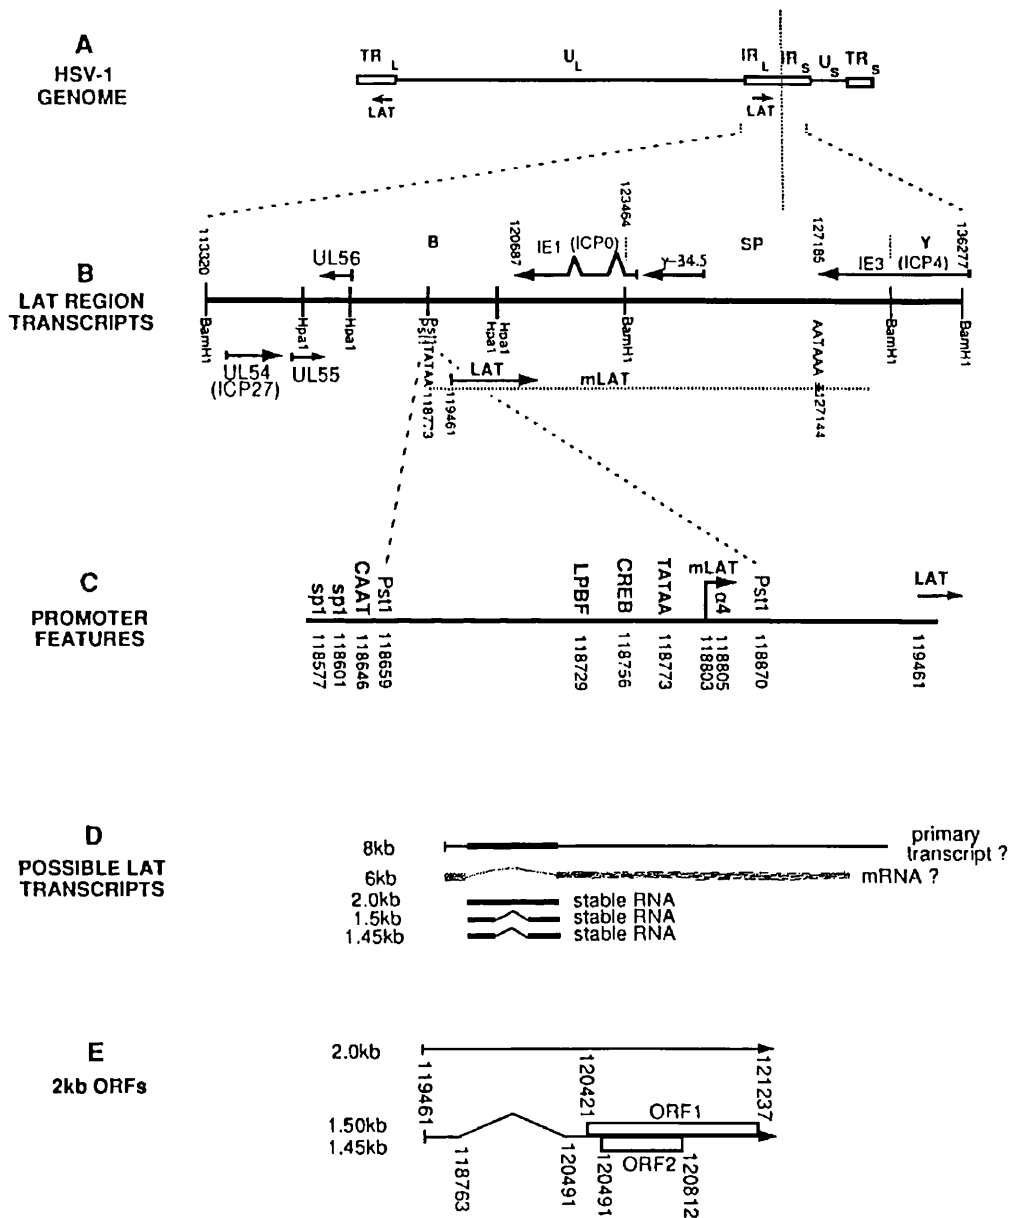 A
HSV-1
GENOME
TR L
U L
IR L
IR S
U S
TR S
LAT
LAT
B
LAT REGION
TRANSCRIPTS
113320
UL56
B
120687
IE1 (ICP0)
123464
γ-34.5
SP
127185
IE3 (ICP4)
Y
136277
BamH1
Hpa1
Hpa1
Pst1
Pst1
TATAA
Hpa1
Hpa1
BamH1
AATAAA
BamH1
BamH1
UL54
(ICP27)
UL55
LAT
mLAT
118773
119461
127144
C
PROMOTER
FEATURES
sp1
sp1
CAAT
Pst1
LPBF
CREB
TATAA
mLAT
α4
Pst1
LAT
118577
118601
118646
118659
118729
118756
118773
118803
118805
118870
119461
D
POSSIBLE LAT
TRANSCRIPTS
8kb
primary
transcript ?
6kb
mRNA ?
2.0kb
stable RNA
1.5kb
stable RNA
1.45kb
stable RNA
E
2kb ORFs
2.0kb
119461
120421
121237
1.50kb
ORF1
1.45kb
ORF2
118763
120491
120491
120812